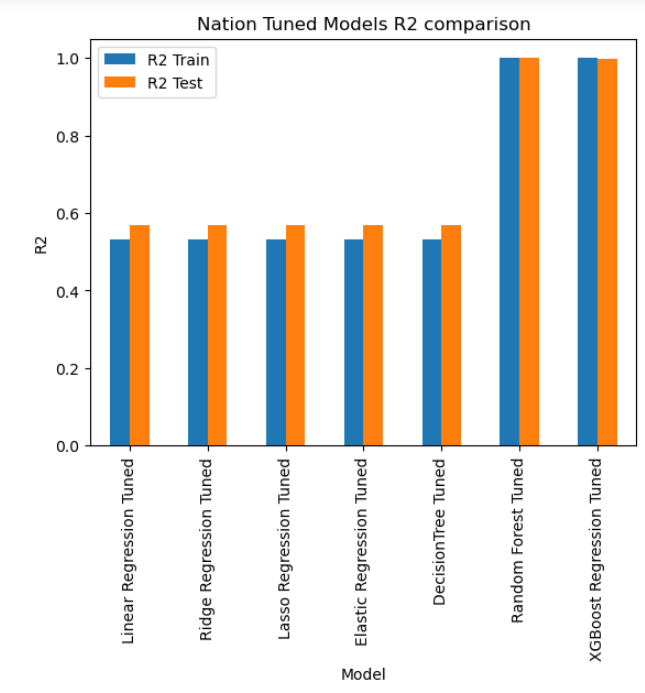 Nation Tuned Models R2 comparison
R2 Train
R2 Test
1.0
0.8
0.6
0.4
0.2
0.0
R2
Linear Regression Tuned
Ridge Regression Tuned
Lasso Regression Tuned
Elastic Regression Tuned
DecisionTree Tuned
Random Forest Tuned
XGBoost Regression Tuned
Model